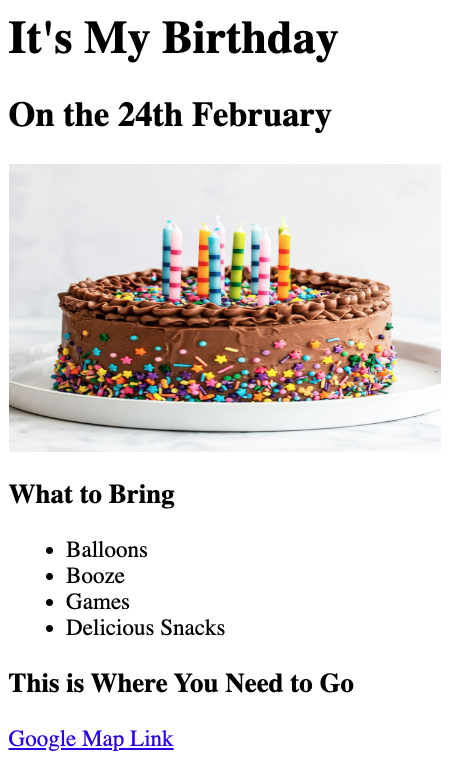 It's My Birthday
On the 24th February
What to Bring
• Balloons
• Booze
• Games
• Delicious Snacks
This is Where You Need to Go
Google Map Link